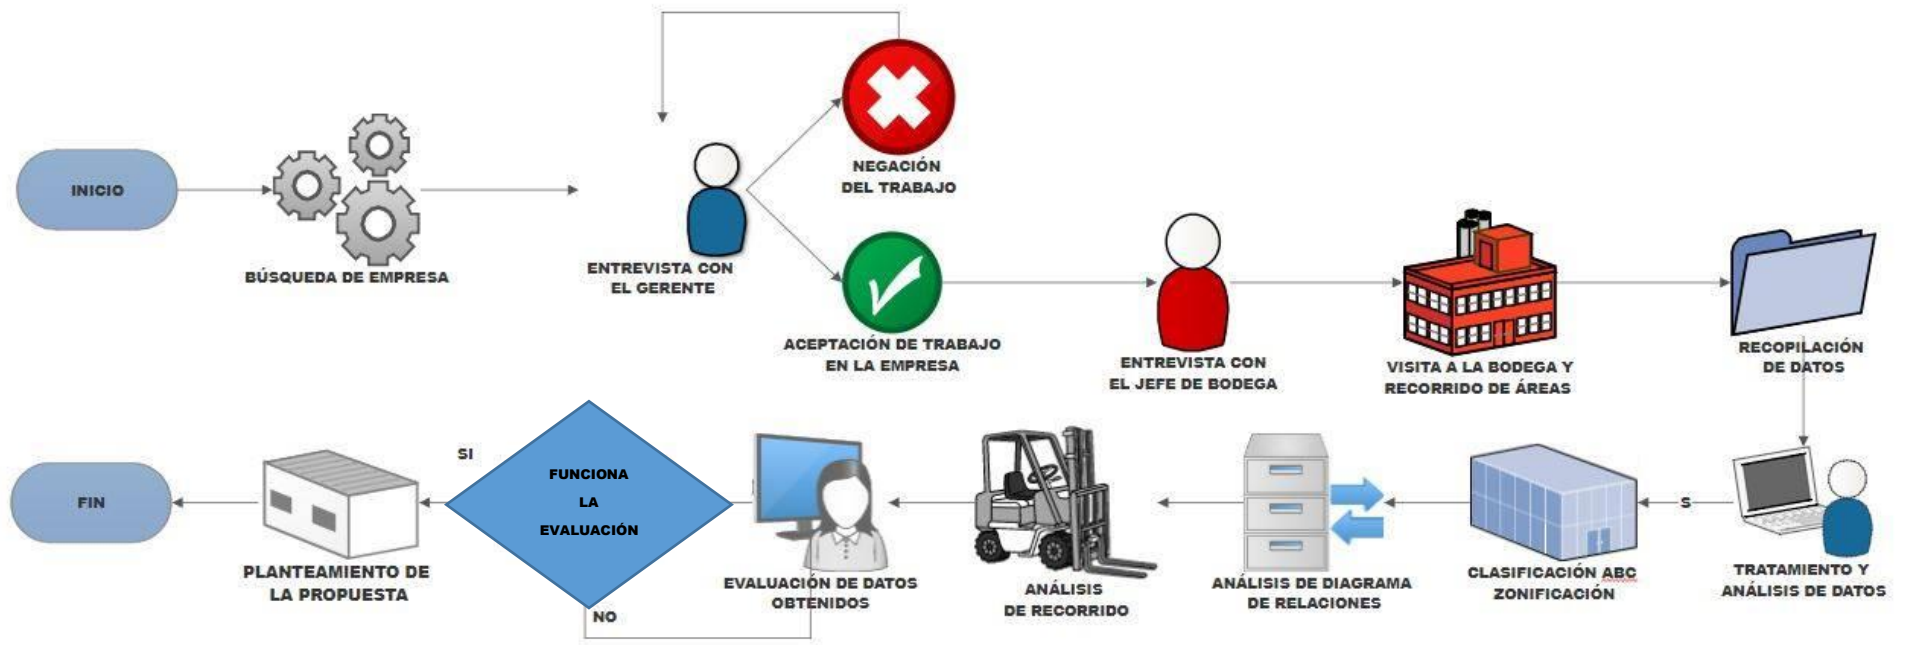 INICIO
BÚSQUEDA DE EMPRESA
ENTREVISTA CON
EL GERENTE
NEGACIÓN
DEL TRABAJO
ACEPTACIÓN DE TRABAJO
EN LA EMPRESA
ENTREVISTA CON
EL JEFE DE BODEGA
VISITA A LA BODEGA Y
RECORRIDO DE ÁREAS
RECOPILACIÓN
DE DATOS
TRATAMIENTO Y
ANÁLISIS DE DATOS
S
CLASIFICACIÓN ABC
ZONIFICACIÓN
ANÁLISIS DE DIAGRAMA
DE RELACIONES
ANÁLISIS
DE RECORRIDO
EVALUACIÓN DE DATOS
OBTENIDOS
FUNCIONA
LA
EVALUACIÓN
NO
SI
PLANTEAMIENTO DE
LA PROPUESTA
FIN